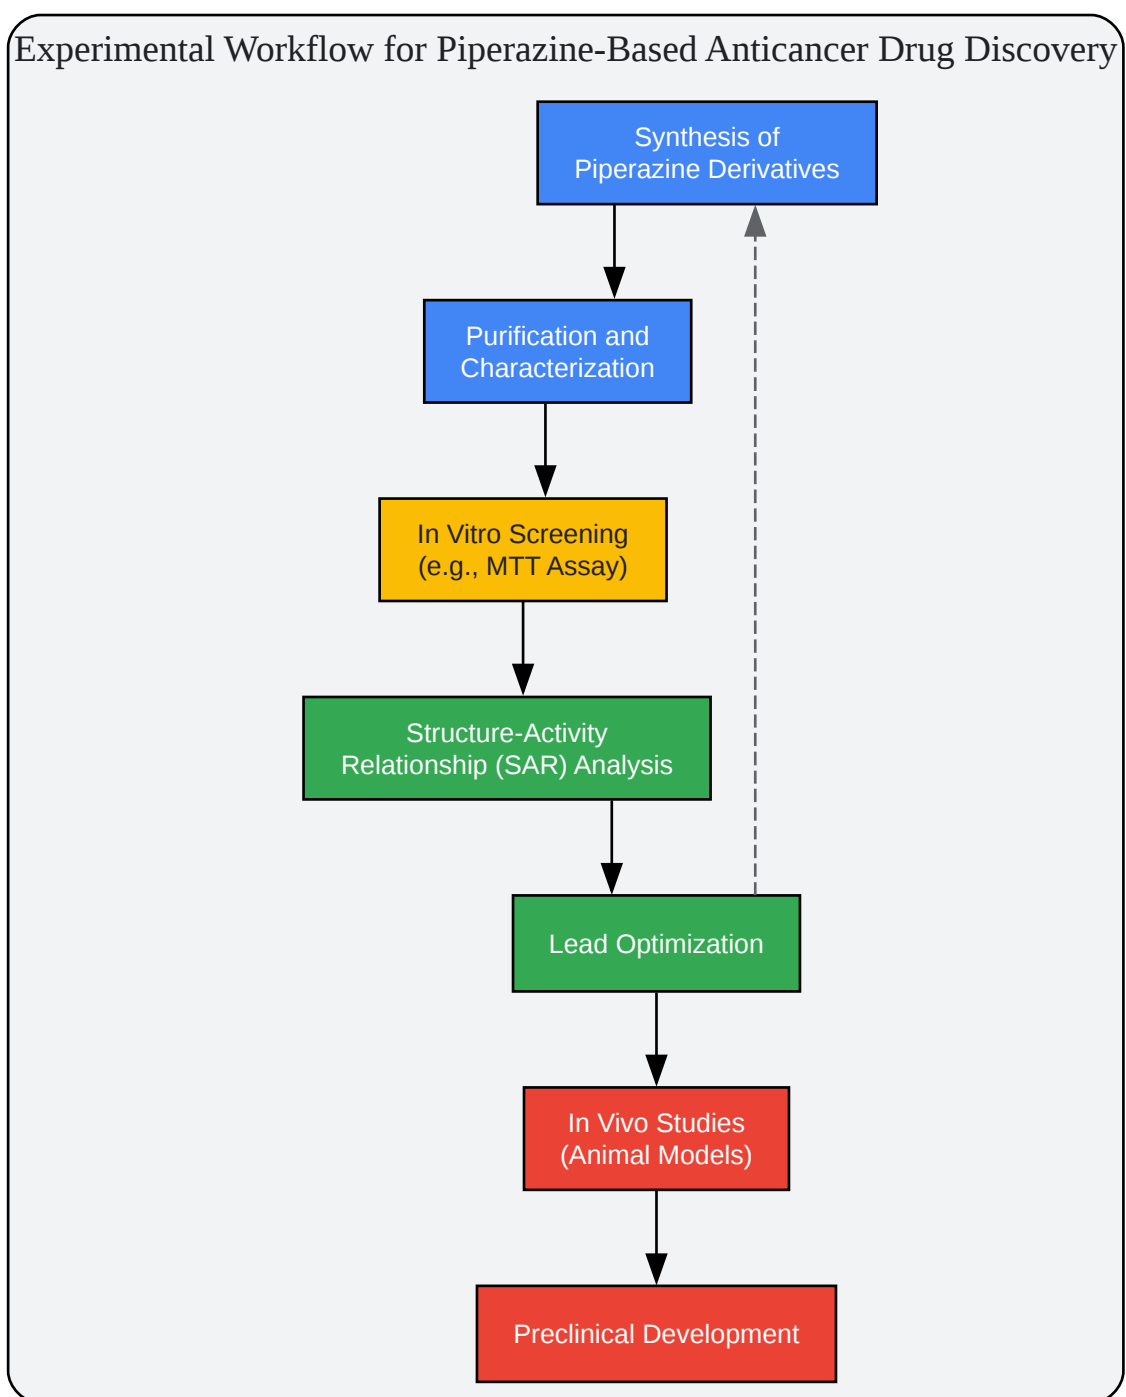 Experimental Workflow for Piperazine-Based Anticancer Drug Discovery
Synthesis of
Piperazine Derivatives
Purification and
Characterization
In Vitro Screening
(e.g., MTT Assay)
Structure-Activity
Relationship (SAR) Analysis
Lead Optimization
In Vivo Studies
(Animal Models)
Preclinical Development